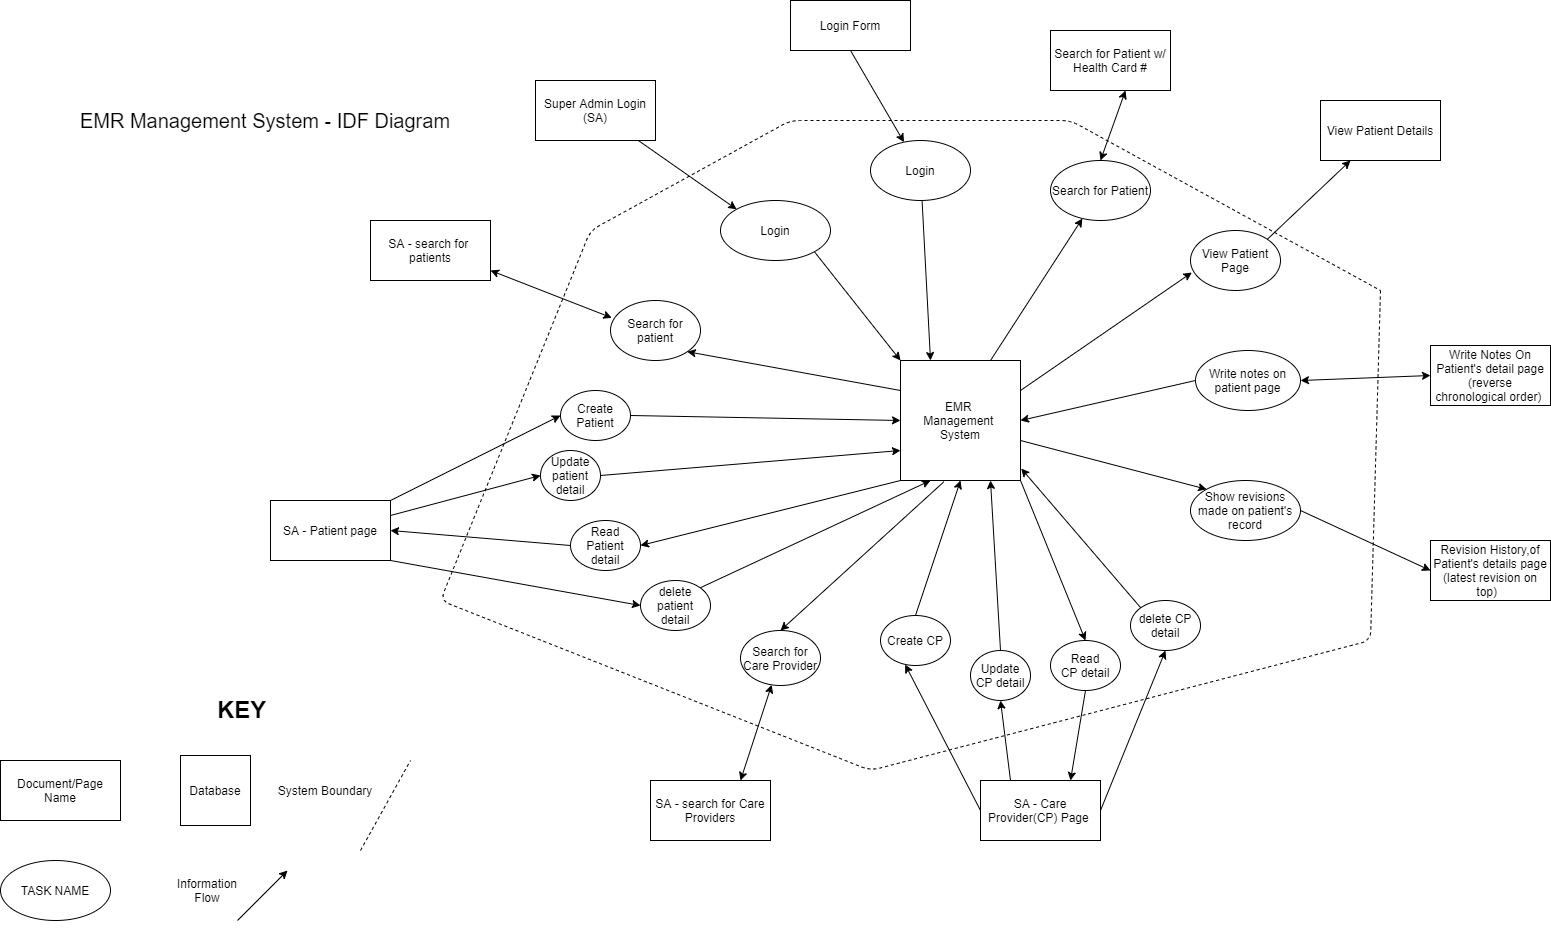 Login Form
Search for Patient w/
Health Card #
Super Admin Login
(SA)
EMR Management System - IDF Diagram
View Patient Details
Login
Search for Patient
Login
SA - search for
patients
View Patient
Page
Search for
patient
Write Notes On
Patient's detail page
(reverse
chronological order)
Write notes on
patient page
Create
Patient
EMR
Management
System
Update
patient
detail
Show revisions
made on patient's
record
SA - Patient page
Read
Patient
detail
Revision History,of
Patient's details page
(latest revision on
top)
delete
patient
detail
Search for
Care Provider
Create CP
Update
CP detail
Read
CP detail
delete CP
detail
KEY
Document/Page
Name
Database
System Boundary
SA - search for Care
Providers
SA - Care
Provider(CP) Page
TASK NAME
Information
Flow